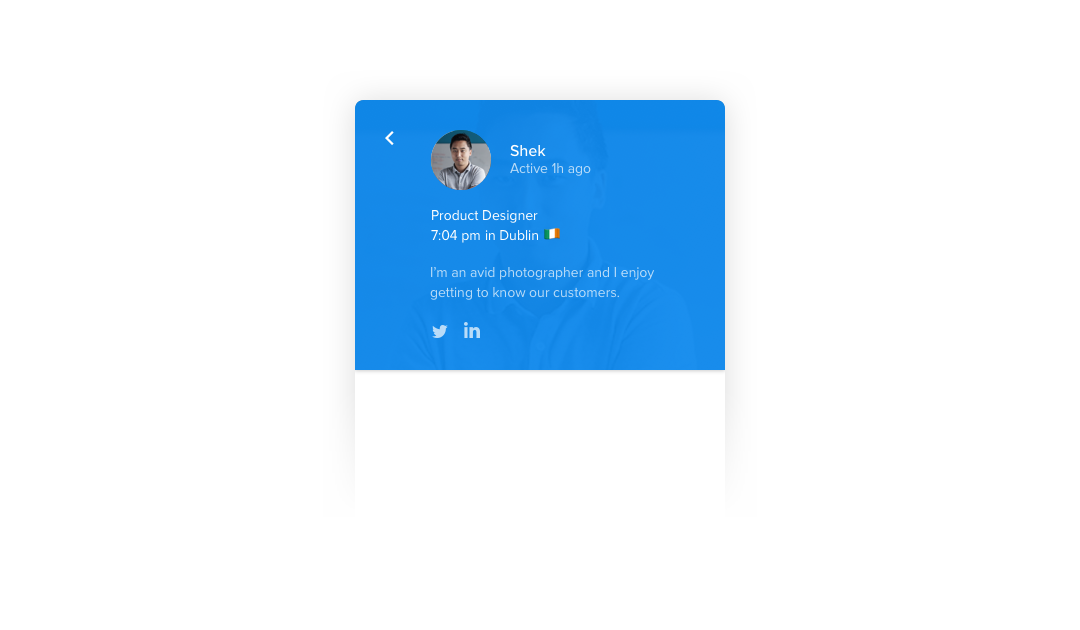 Shek
Active 1h ago
Product Designer
7:04 pm in Dublin 🇮🇪
I'm an avid photographer and I enjoy
getting to know our customers.